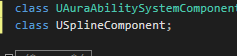 class UAuraAbilitySystemComponent
class USplineComponent;